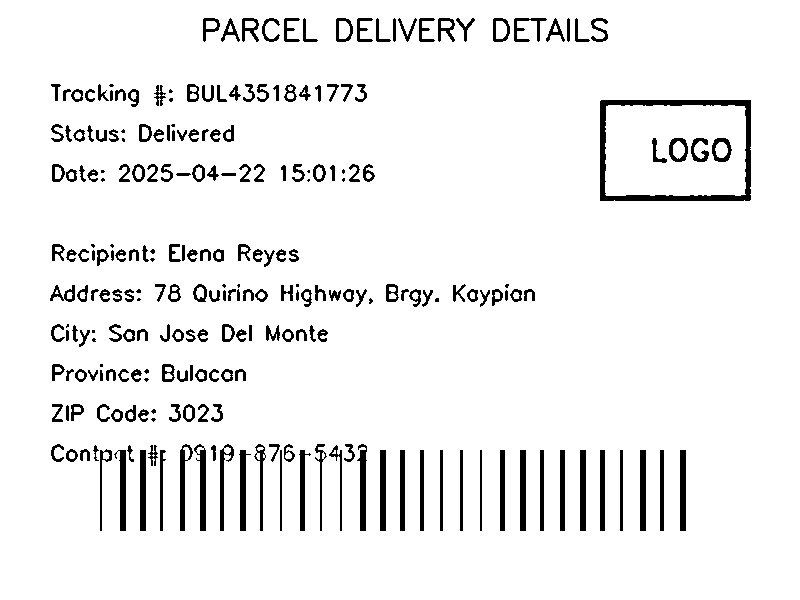 PARCEL DELIVERY DETAILS
Tracking #: BUL4351841773
Status: Delivered
Date: 2025-04-22 15:01:26
LOGO
Recipient: Elena Reyes
Address: 78 Quirino Highway, Brgy. Kaypian
City: San Jose Del Monte
Province: Bulacan
ZIP Code: 3023
Contact #: 0919-876-5432